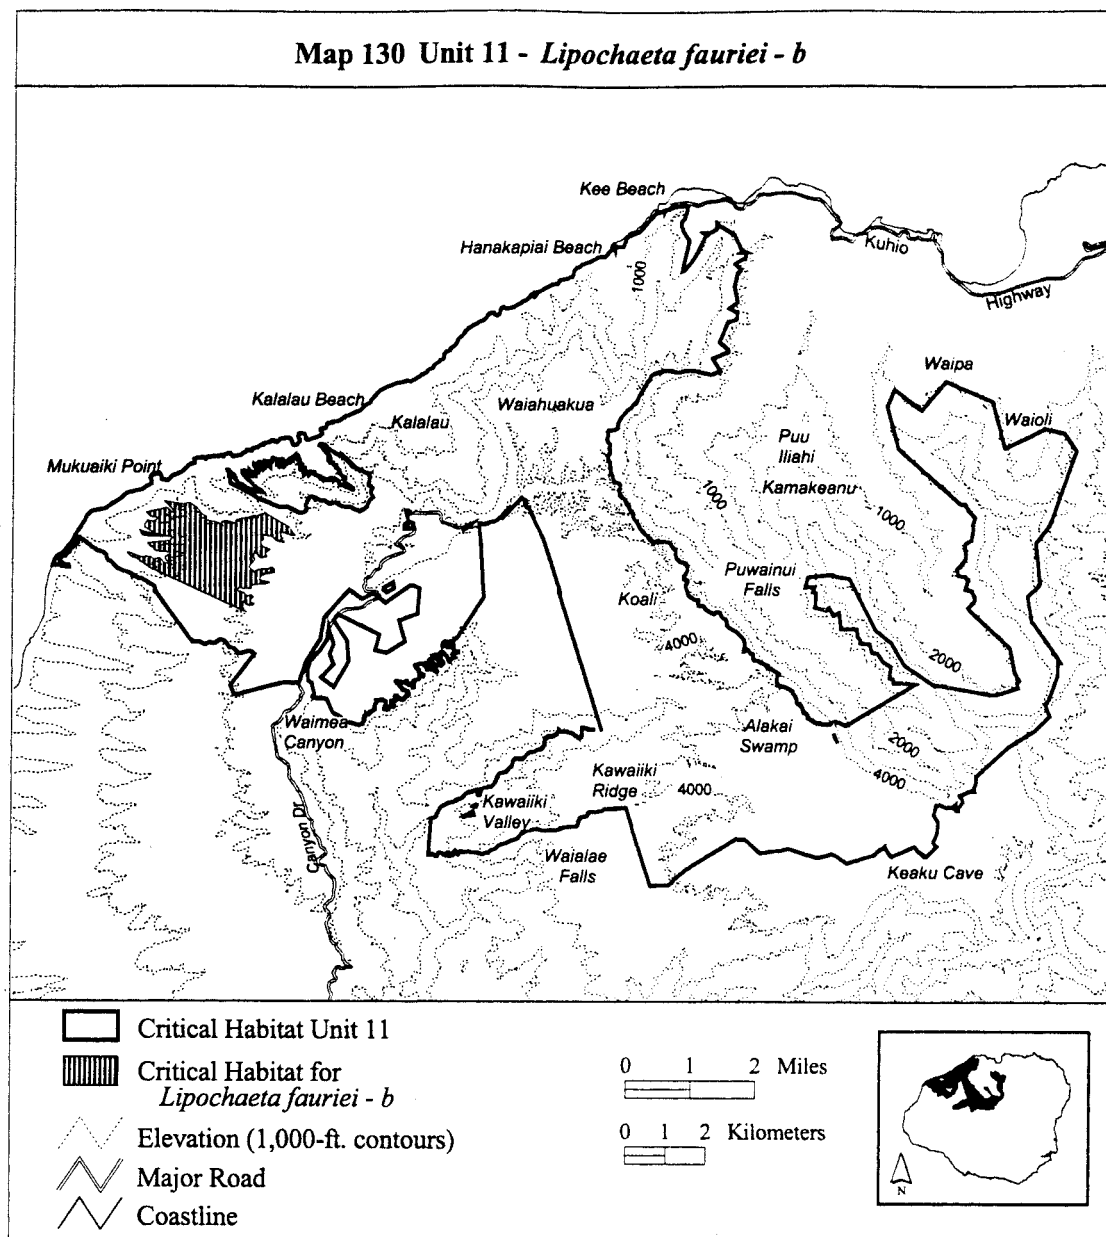 Map 130 Unit 11 - Lipochaeta fauriei - b
Kee Beach
Hanakapiai Beach
Kuhio
Highway
1000
Waipa
Kalalau Beach
Waiahuakua
Kalalau
Waioli
Puu
Iliahi
Mukuaiki Point
Kamakeanu
1000
1000
Puwainui
Falls
Koali
4000
2000
Waimea
Canyon
Alakai
Swamp
2000
4000
Kawaiiki
Ridge
4000
Kawaiiki
Valley
Canyon Dr
Waialae
Falls
Keaku Cave
Critical Habitat Unit 11
Critical Habitat for
Lipochaeta fauriei - b
Elevation (1,000-ft. contours)
Major Road
Coastline
0 1 2 Miles
0 1 2 Kilometers
N